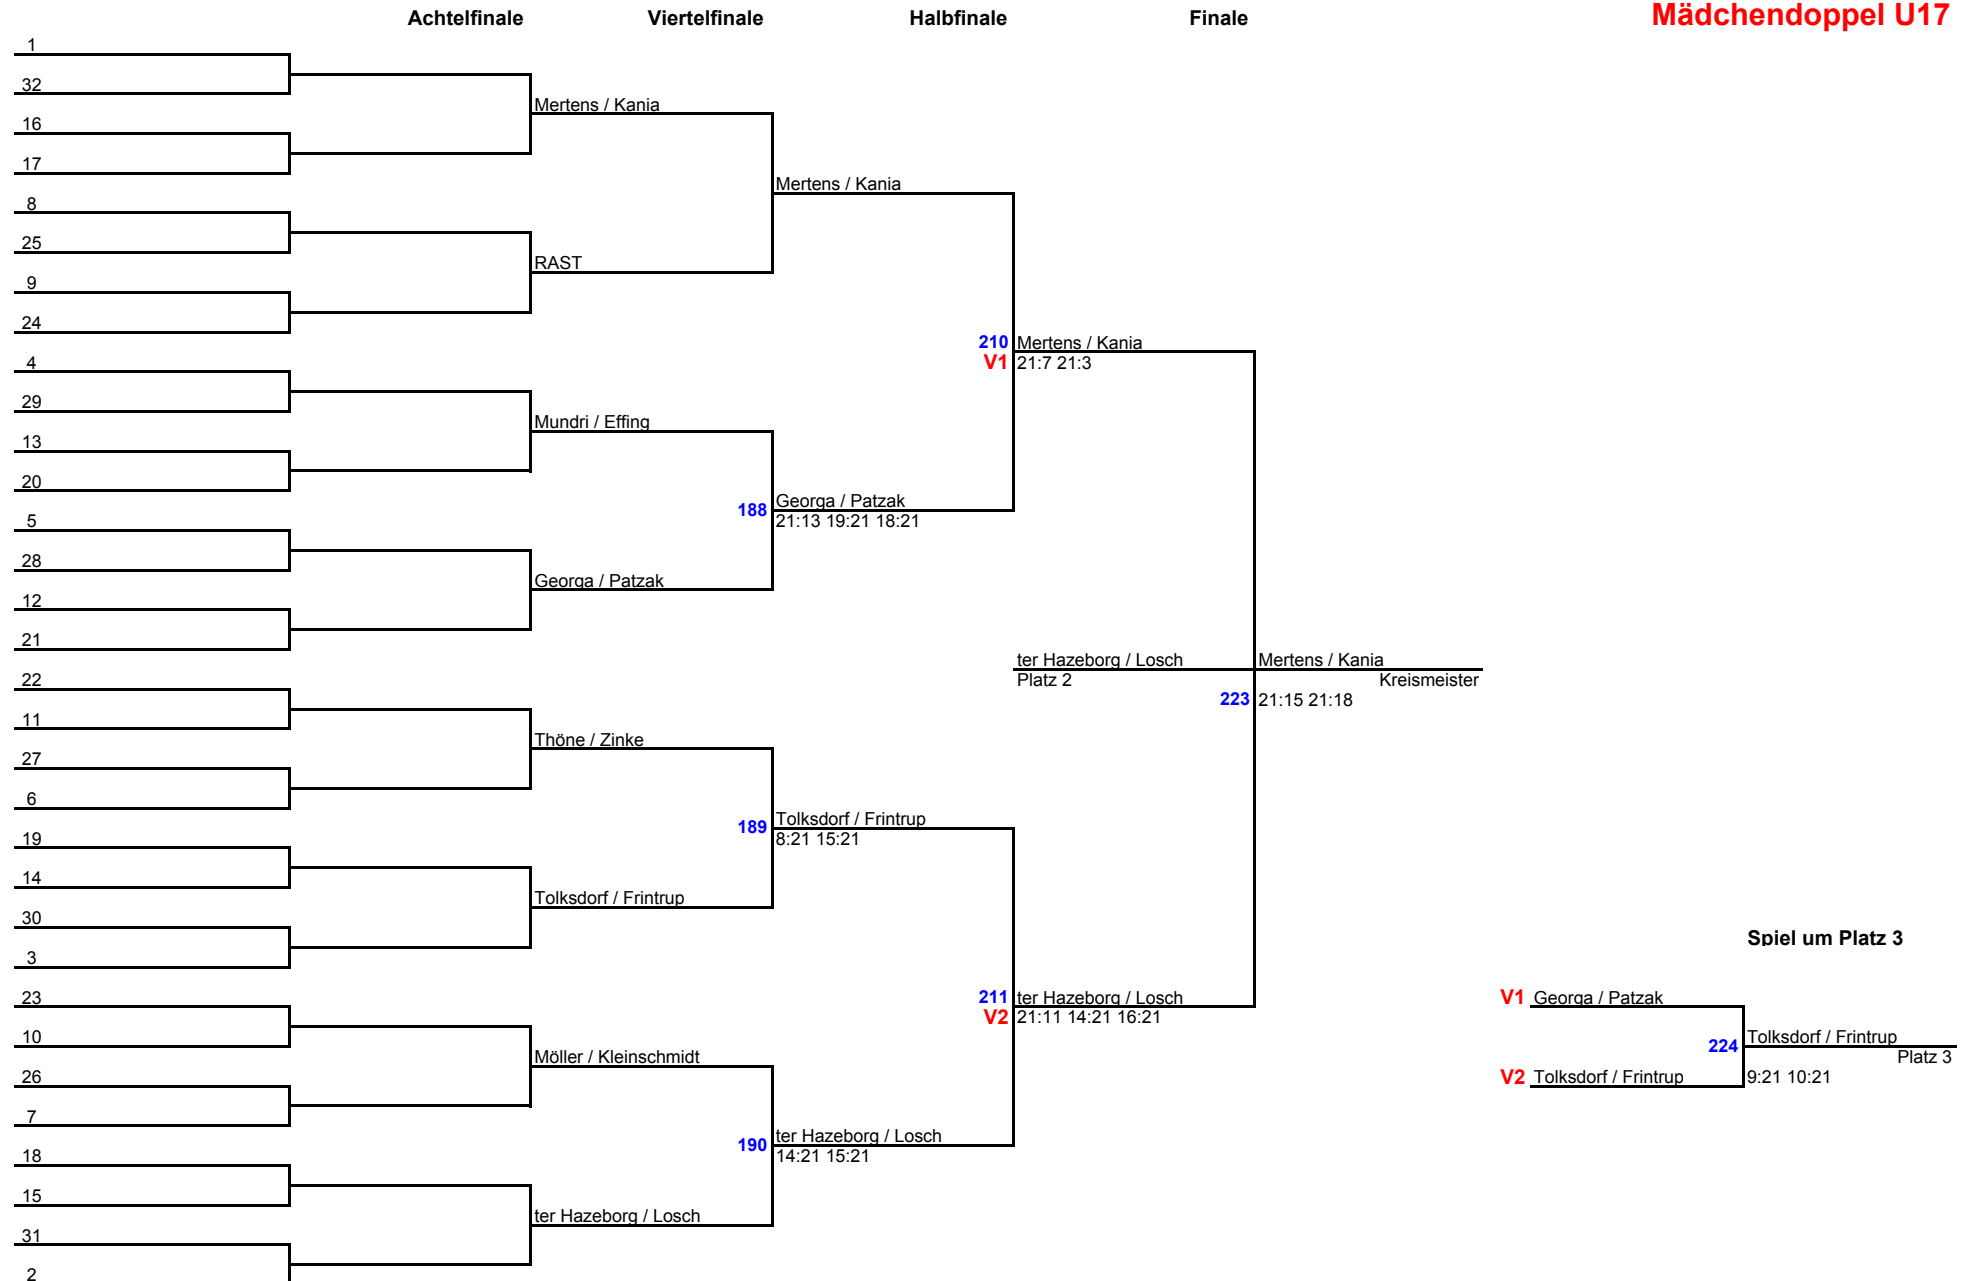 Achtelfinale Viertelfinale Halbfinale Finale Mädchendoppel U17
1
32
Mertens / Kania
16
17
Mertens / Kania
8
25
RAST
9
24
210 Mertens / Kania
V1 21:7 21:3
4
29
Mundri / Effing
13
20
188 Georga / Patzak
21:13 19:21 18:21
5
28
Georga / Patzak
12
21
ter Hazeborg / Losch Mertens / Kania
Platz 2 Kreismeister
223 21:15 21:18
22
11
Thöne / Zinke
27
6
189 Tolksdorf / Frintrup
8:21 15:21
19
14
Tolksdorf / Frintrup
30
3
Spiel um Platz 3
23
211 ter Hazeborg / Losch
V2 21:11 14:21 16:21
V1 Georga / Patzak
10
224 Tolksdorf / Frintrup
Platz 3
Möller / Kleinschmidt
26
V2 Tolksdorf / Frintrup 9:21 10:21
7
190 ter Hazeborg / Losch
14:21 15:21
18
15
ter Hazeborg / Losch
31
2